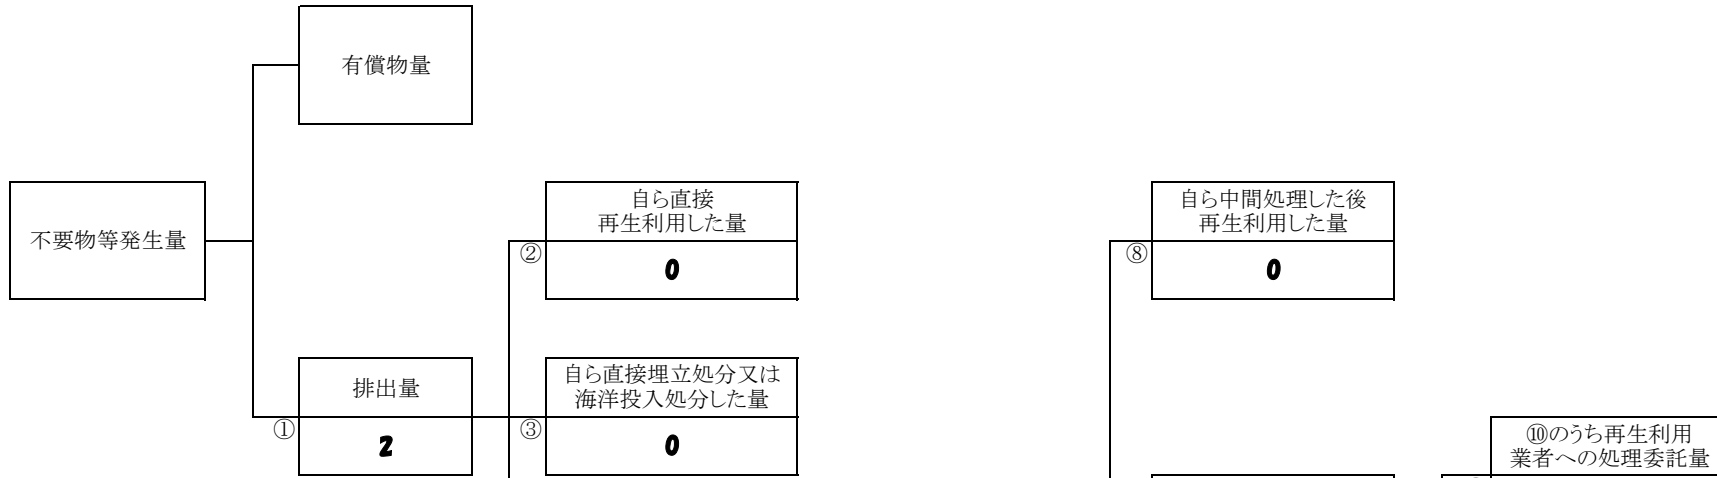 有償物量
不要物等発生量
自ら直接
再生利用した量
②
0
自ら中間処理した後
再生利用した量
⑧
0
排出量
①
2
自ら直接埋立処分又は
海洋投入処分した量
③
0
⑩のうち再生利用
業者への処理委託量